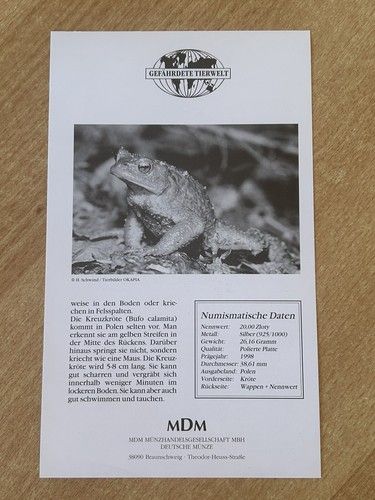 GEFÄHRDETE TIERWELT
© H. Schwind / Tierbilder OKAPIA
weise in den Boden oder krie-
chen in Felsspalten.
Die Kreuzkröte (Bufo calamita)
kommt in Polen selten vor. Man
erkennt sie am gelben Streifen in
der Mitte des Rückens. Darüber
hinaus springt sie nicht, sondern
kriecht wie eine Maus. Die Kreuz-
kröte wird 5-8 cm lang. Sie kann
gut scharren und vergräbt sich
innerhalb weniger Minuten im
lockeren Boden. Sie kann aber auch
gut schwimmen und tauchen.
Numismatische Daten
Nennwert: 20,00 Zloty
Metall: Silber (925/1000)
Gewicht: 26,16 Gramm
Qualität: Polierte Platte
Prägejahr: 1998
Durchmesser: 38,61 mm
Ausgabeland: Polen
Vorderseite: Kröte
Rückseite: Wappen + Nennwert
MDM
MDM MÜNZHANDELSGESELLSCHAFT MBH
DEUTSCHE MÜNZE
38090 Braunschweig · Theodor-Heuss-Straße